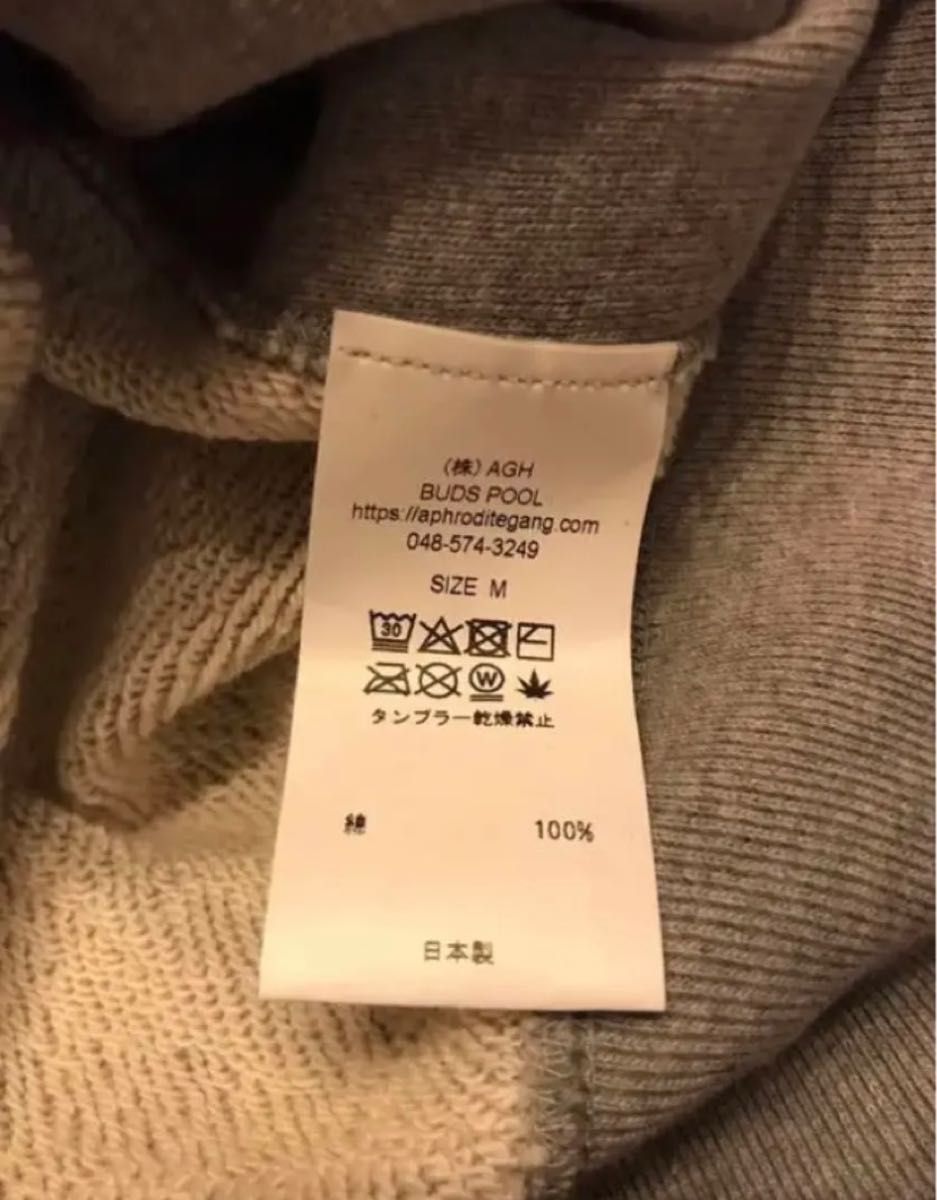 (株)AGH
BUDS POOL
https://aphroditegang.com
048-574-3249
SIZE M
30
W
タンブラー乾燥禁止
綿 100%
日本製